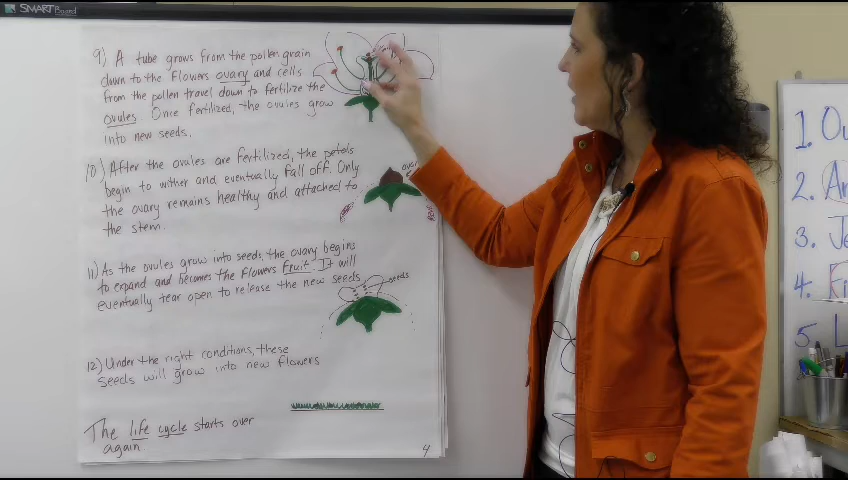 SMART Board
9) A tube grows from the pollen grain
down to the flowers ovary and cells
from the pollen travel down to fertilize the
ovules. Once fertilized, the ovules grow
into new seeds.
10) After the ovules are fertilized, the petals
begin to wither and eventually fall off. Only
the ovary remains healthy and attached to
the stem.
11) As the ovules grow into seeds, the ovary begins
to expand and becomes the flowers fruit. It will
eventually tear open to release the new seeds
seeds
12) Under the right conditions, these
seeds will grow into new flowers
The life cycle starts over
again.
4
1.
2.
3.
4.
5.